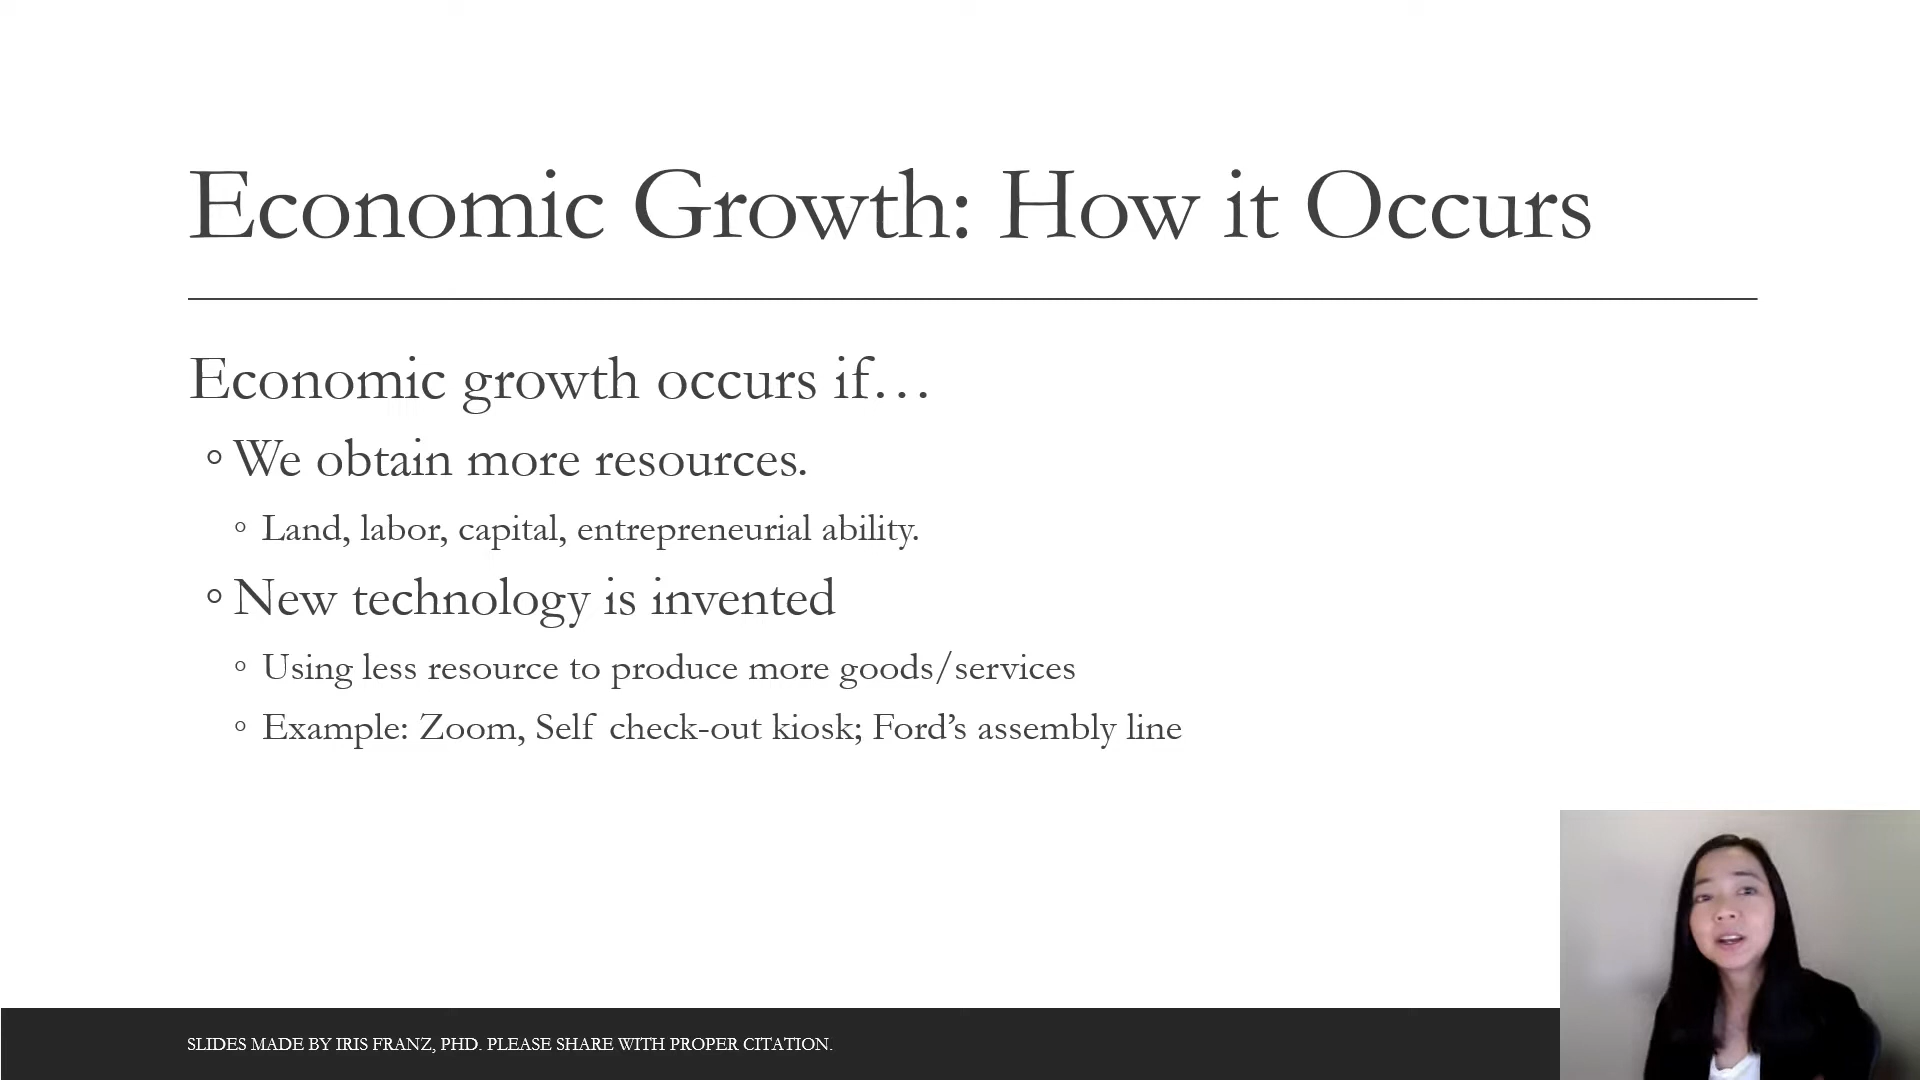 Economic Growth: How it Occurs
Economic growth occurs if…
◦ We obtain more resources.
◦ Land, labor, capital, entrepreneurial ability.
◦ New technology is invented
◦ Using less resource to produce more goods/services
◦ Example: Zoom, Self check-out kiosk; Ford’s assembly line
SLIDES MADE BY IRIS FRANZ, PHD. PLEASE SHARE WITH PROPER CITATION.